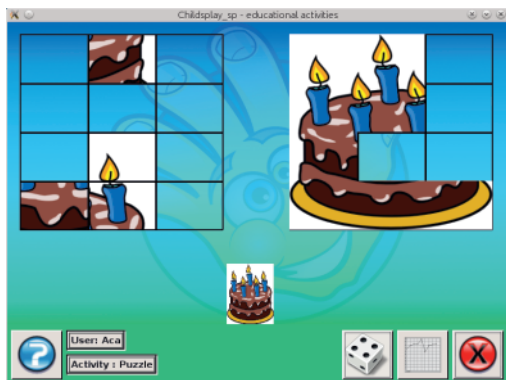 Childsplay_sp - educational activities
User: Aca
Activity : Puzzle